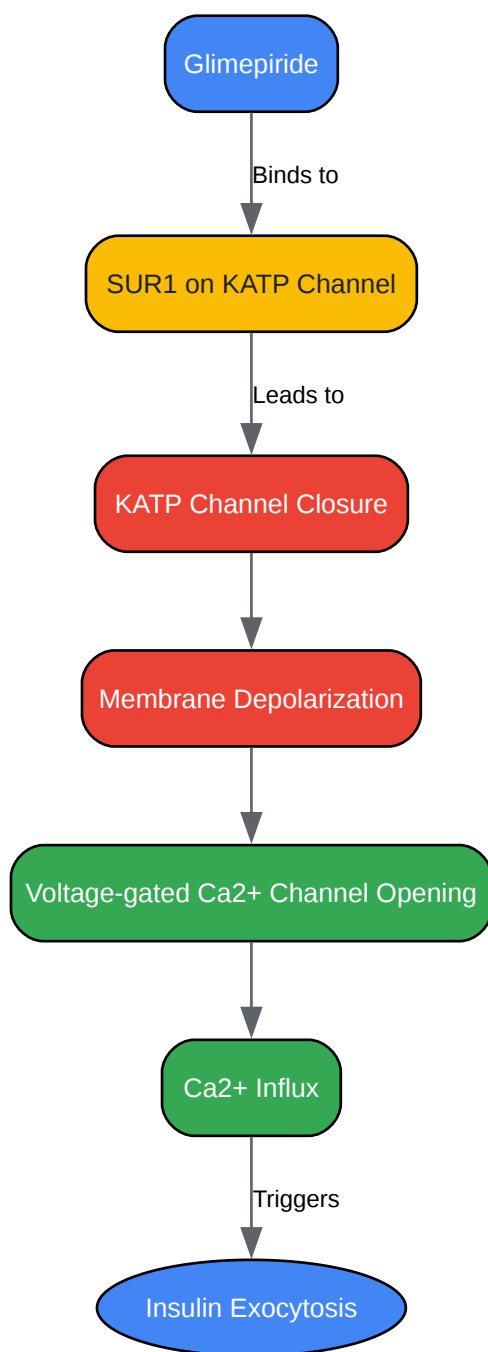 Glimepiride
Binds to
SUR1 on KATP Channel
Leads to
KATP Channel Closure
Membrane Depolarization
Voltage-gated Ca2+ Channel Opening
Ca2+ Influx
Triggers
Insulin Exocytosis